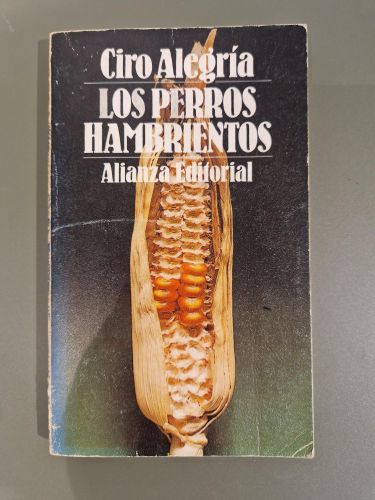 Ciro Alegría
LOS PERROS
HAMBRIENTOS
Alianza Editorial